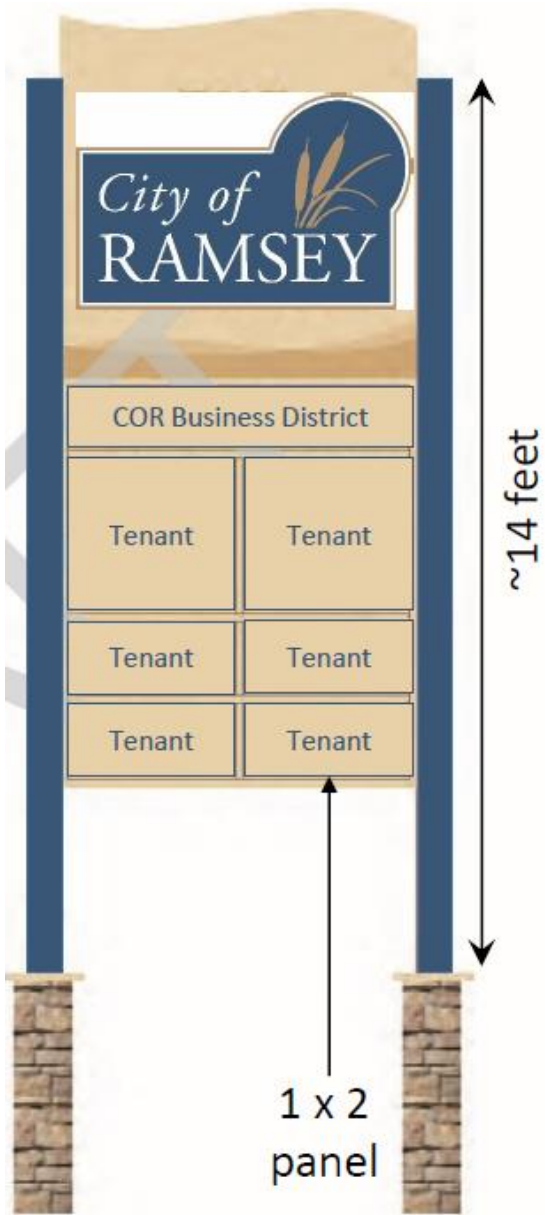 City of
RAMSEY
COR Business District
~14 feet
Tenant Tenant
Tenant Tenant
Tenant Tenant
1 x 2
panel